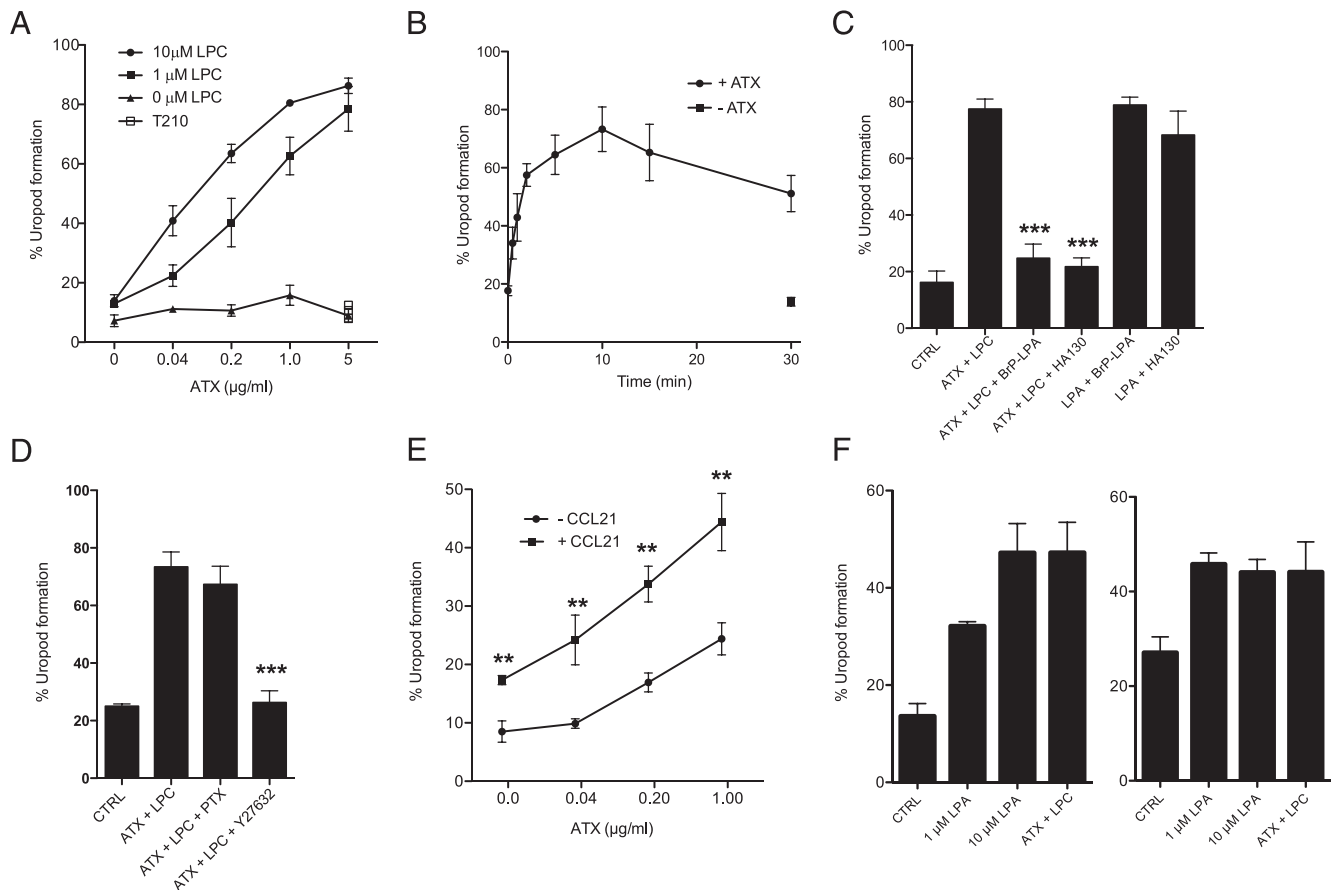 A
100
80
60
40
20
0
% Uropod formation
10μM LPC
1 μM LPC
0 μM LPC
T210
0 0.04 0.2 1.0 5
ATX (μg/ml)
B
100
80
60
40
20
0
% Uropod formation
+ ATX
- ATX
0 10 20 30
Time (min)
C
100
80
60
40
20
0
% Uropod formation
*** ***
CTRL
ATX + LPC
ATX + LPC + BrP-LPA
ATX + LPC + HA130
LPA + BrP-LPA
LPA + HA130
D
100
80
60
40
20
0
% Uropod formation
***
CTRL
ATX + LPC
ATX + LPC + PTX
ATX + LPC + Y27632
E
50
40
30
20
10
0
% Uropod formation
- CCL21
+ CCL21
**
**
**
**
0.0 0.04 0.20 1.00
ATX (μg/ml)
F
60
40
20
0
% Uropod formation
CTRL
1 μM LPA
10 μM LPA
ATX + LPC
60
40
20
0
CTRL
1 μM LPA
10 μM LPA
ATX + LPC